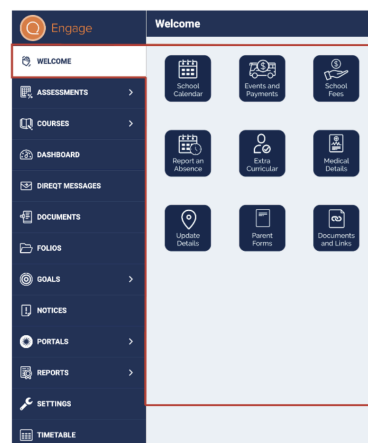 Engage
Welcome
WELCOME
ASSESSMENTS
COURSES
DASHBOARD
DIREQT MESSAGES
DOCUMENTS
FOLIOS
GOALS
NOTICES
PORTALS
REPORTS
SETTINGS
TIMETABLE
School
Calendar
Events and
Payments
School
Fees
Report an
Absence
Extra
Curricular
Medical
Details
Update
Details
Parent
Forms
Documents
and Links